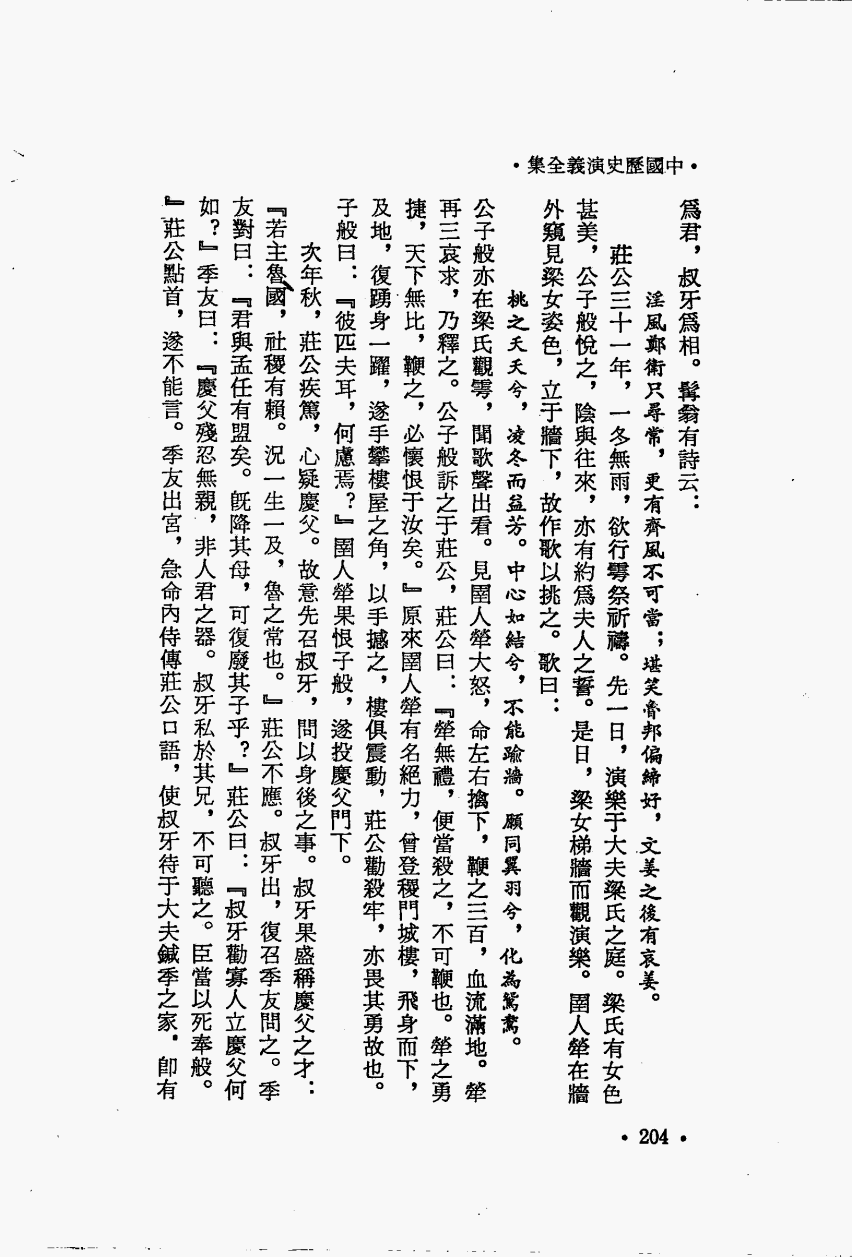 •中國歷史演義全集•
爲君，叔牙爲相。髯翁有詩云：
淫風鄭衛只尋常，更有齊風不可當；堪笑魯邦偏締好，文姜之後有哀姜。
莊公三十一年，一冬無雨，欲行雩祭祈禱。先一日，演樂于大夫梁氏之庭。梁氏有女色
甚美，公子般悅之，陰與往來，亦有約爲夫人之誓。是日，梁女梯牆而觀演樂。圉人犖在牆
外窺見梁女姿色，立于牆下，故作歌以挑之。歌曰：
桃之夭夭兮，凌冬而益芳。中心如結兮，不能踰牆。願同翼羽兮，化為鴛鴦。
公子般亦在梁氏觀雩，聞歌聲出看。見圉人犖大怒，命左右擒下，鞭之三百，血流滿地。犖
再三哀求，乃釋之。公子般訴之于莊公，莊公曰：『犖無禮，便當殺之，不可鞭也。犖之勇
捷，天下無比，鞭之，必懷恨于汝矣。』原來圉人犖有名絕力，曾登稷門城樓，飛身而下，
及地，復踴身一躍，遂手攀樓屋之角，以手撼之，樓俱震動，莊公勸殺牢，亦畏其勇故也。
子般曰：『彼匹夫耳，何慮焉？』圉人犖果恨子般，遂投慶父門下。
次年秋，莊公疾篤，心疑慶父。故意先召叔牙，問以身後之事。叔牙果盛稱慶父之才：
『若主魯國，社稷有賴。況一生一及，魯之常也。』莊公不應。叔牙出，復召季友問之。季
友對曰：『君與孟任有盟矣。旣降其母，可復廢其子乎？』莊公曰：『叔牙勸寡人立慶父何
如？』季友曰：『慶父殘忍無親，非人君之器。叔牙私於其兄，不可聽之。臣當以死奉般。
』莊公點首，遂不能言。季友出宮，急命內侍傳莊公口語，使叔牙待于大夫鍼季之家，卽有
•204•